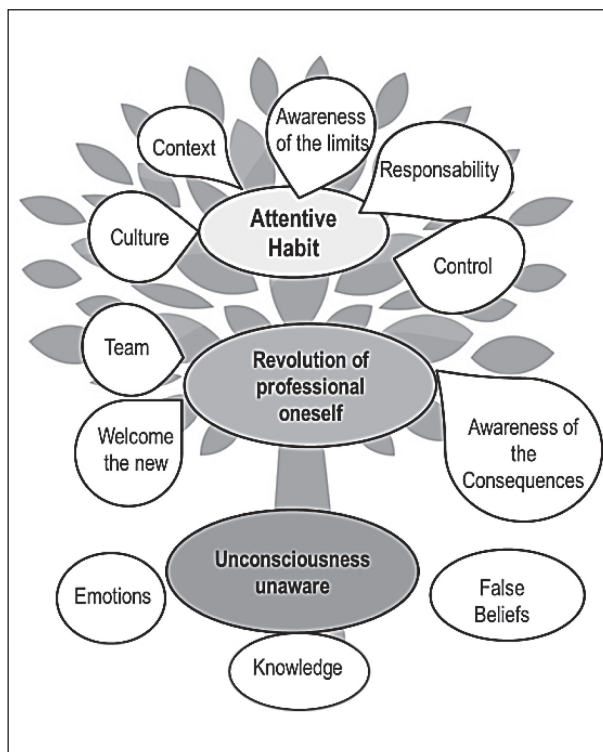 Awareness
of the limits
Context
Responsability
Attentive
Habit
Culture
Control
Team
Revolution of
professional
oneself
Welcome
the new
Awareness of
the
Consequences
Unconsciousness
unaware
Emotions
False
Beliefs
Knowledge